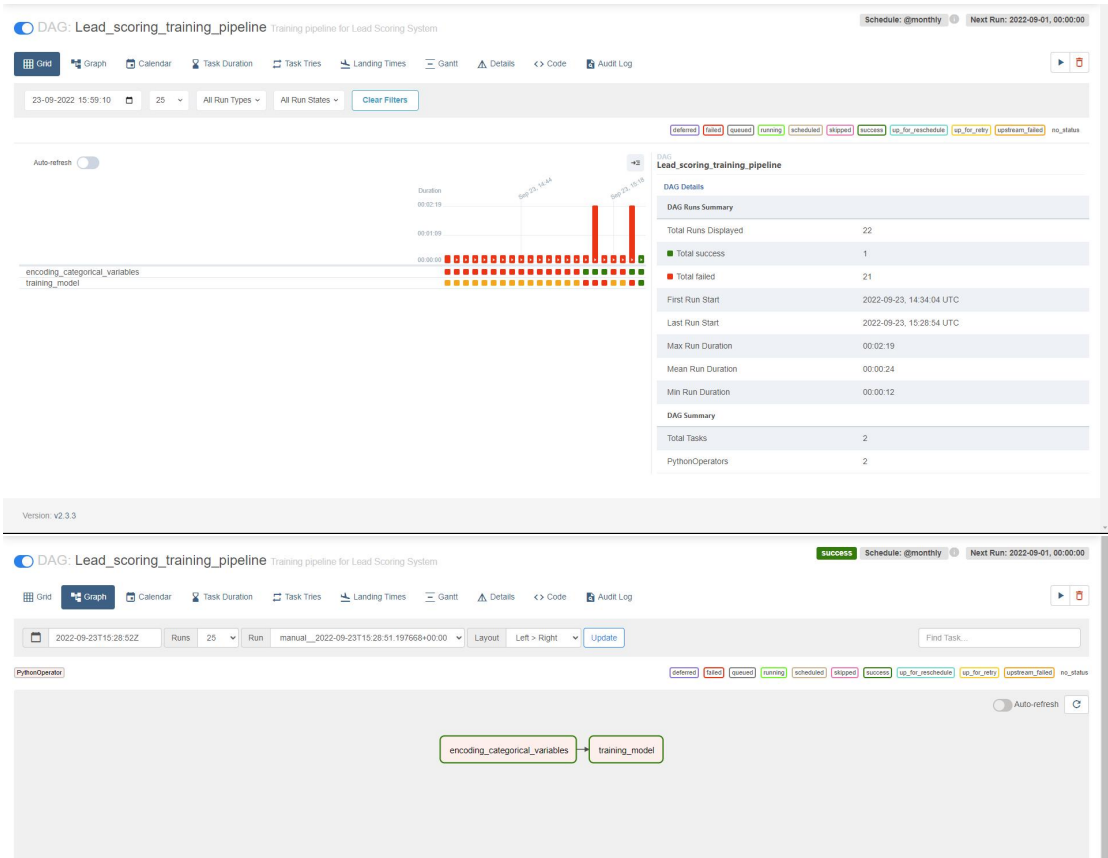 DAG: Lead_scoring_training_pipeline Training pipeline for Lead Scoring System
Schedule: @monthly Next Run: 2022-09-01, 00:00:00
Grid Graph Calendar Task Duration Task Tries Landing Times Gantt Details <> Code Audit Log
23-09-2022 15:59:10 25 All Run Types All Run States Clear Filters
deferred failed queued running scheduled skipped success up_for_reschedule up_for_retry upstream_failed no_status
Auto-refresh
Duration
Sep 23, 14:44
Sep 23, 15:18
00:02:19
00:01:09
00:00:00
encoding_categorical_variables
training_model
DAG
Lead_scoring_training_pipeline
DAG Details
DAG Runs Summary
Total Runs Displayed 22
Total success 1
Total failed 21
First Run Start 2022-09-23, 14:34:04 UTC
Last Run Start 2022-09-23, 15:28:54 UTC
Max Run Duration 00:02:19
Mean Run Duration 00:00:24
Min Run Duration 00:00:12
DAG Summary
Total Tasks 2
PythonOperators 2
Version: v2.3.3
DAG: Lead_scoring_training_pipeline Training pipeline for Lead Scoring System
success Schedule: @monthly Next Run: 2022-09-01, 00:00:00
Grid Graph Calendar Task Duration Task Tries Landing Times Gantt Details <> Code Audit Log
2022-09-23T15:28:52Z Runs 25 Run manual__2022-09-23T15:28:51.197668+00:00 Layout Left > Right Update Find Task...
PythonOperator
deferred failed queued running scheduled skipped success up_for_reschedule up_for_retry upstream_failed no_status
Auto-refresh
encoding_categorical_variables training_model